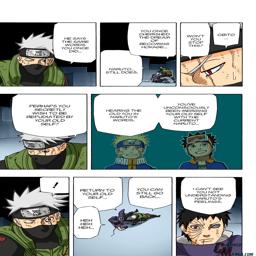 OBITO...
WON'T
YOU
STOP
THIS?
YOU ONCE
CHERISHED
THE DREAM
OF
BECOMING
HOKAGE...
NARUTO
STILL DOES.
HE SAYS
THE SAME
WORDS YOU
ONCE DID...
YOU'VE
UNCONSCIOUSLY
BEEN SEEING
YOUR OLD SELF
WITH THE
CURRENT
NARUTO...
HEARING THE
OLD YOU IN
NARUTO'S
WORDS.
PERHAPS YOU
SECRETLY
WISH TO BE
REPUDIATED BY
YOUR OLD
SELF?
I CAN'T SEE
YOU NOT
UNDERSTANDING
NARUTO'S
FEELINGS.
YOU CAN
STILL GO
BACK...
RETURN TO
YOUR OLD
SELF...
HEH
HEH
HEH...
!